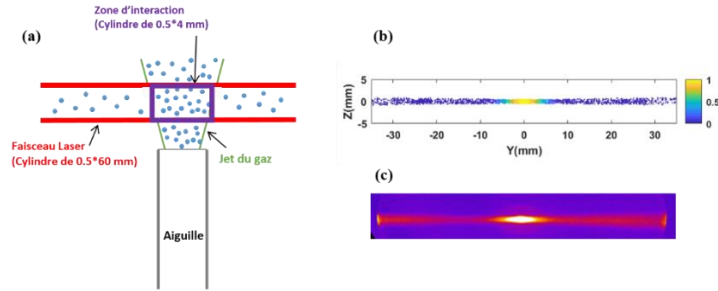 (a)
Zone d'interaction
(Cylindre de 0.5*4 mm)
Faisceau Laser
(Cylindre de 0.5*60 mm)
Jet du gaz
Aiguille
(b)
Z(mm)
5
0
-5
-30 -20 -10 0 10 20 30
Y(mm)
1
0.5
0
(c)